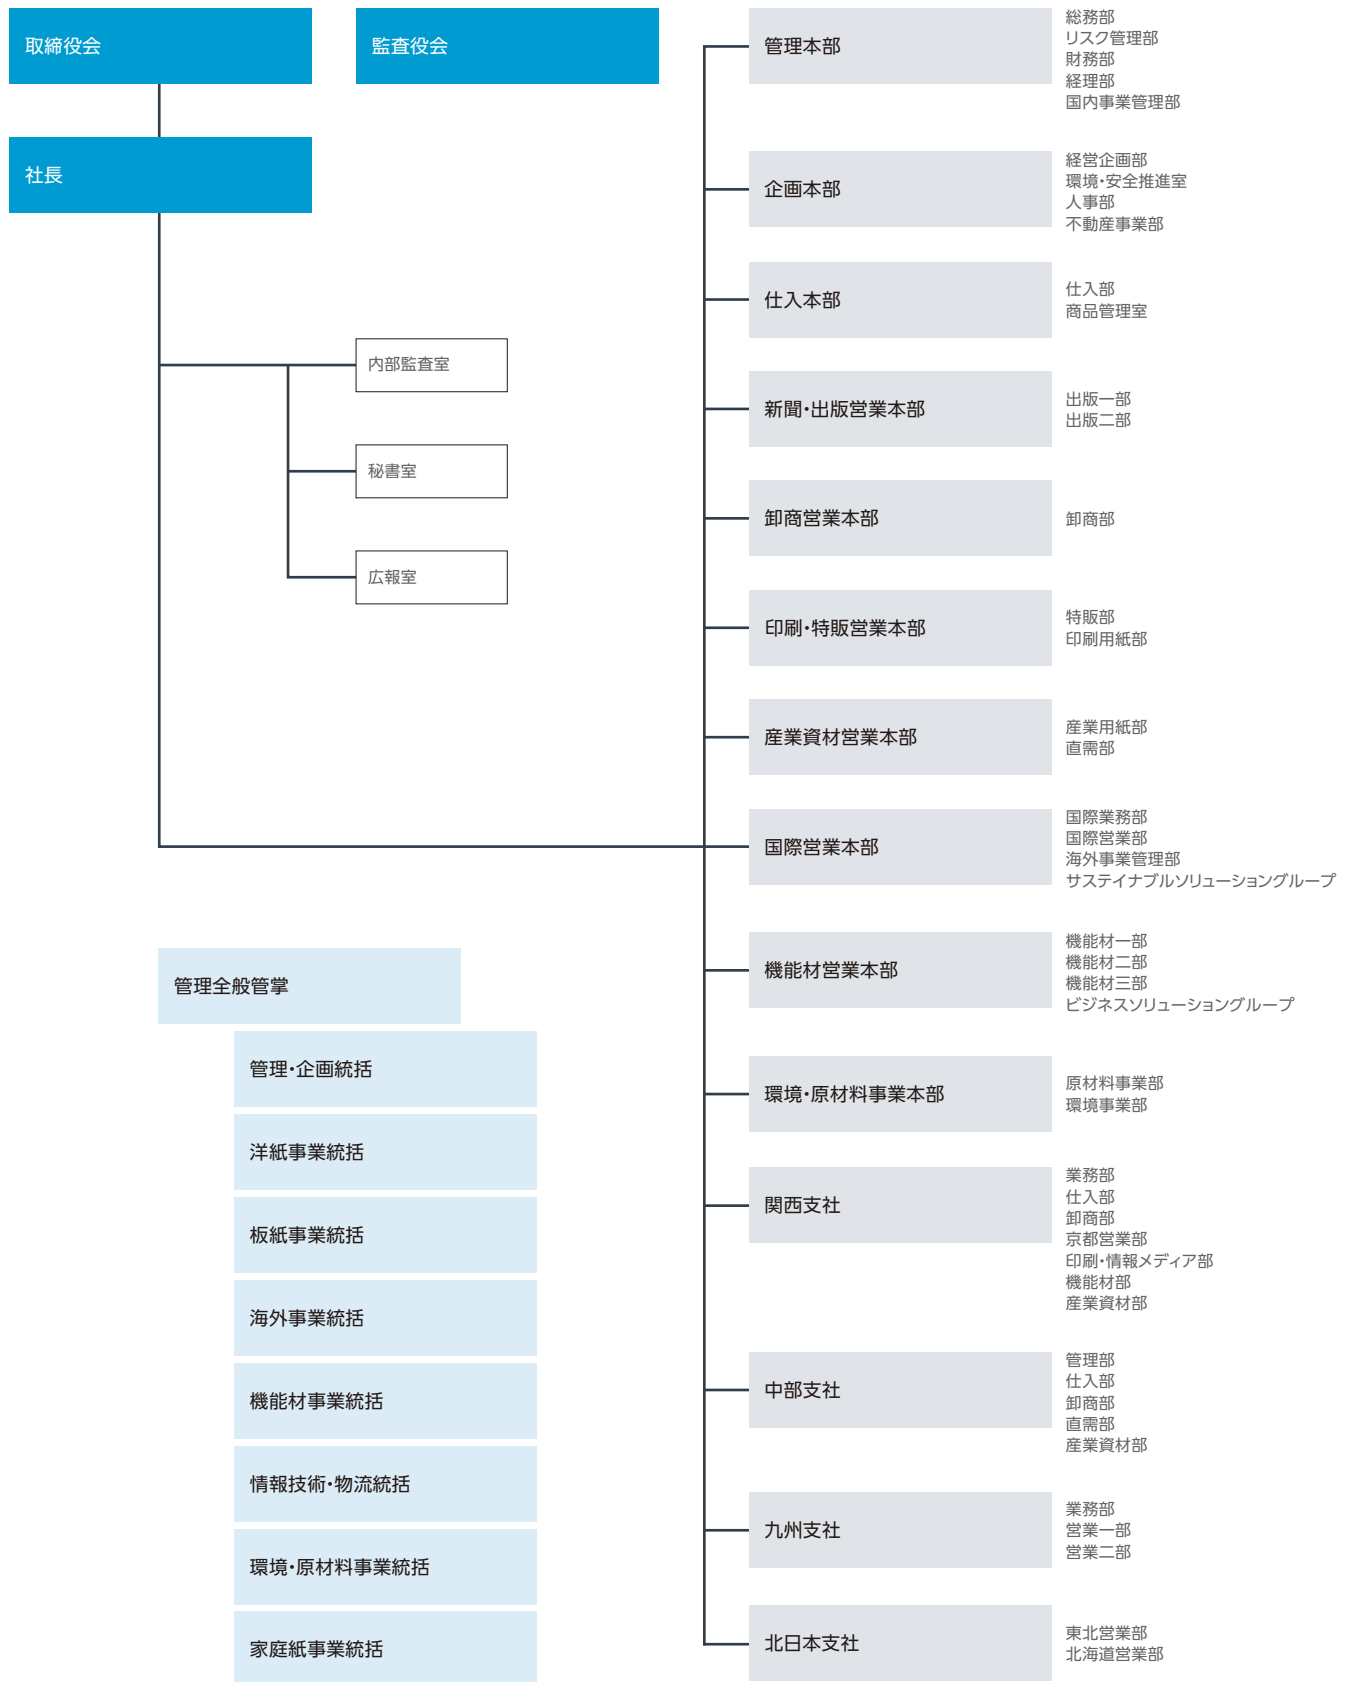 取締役会
監査役会
社長
内部監査室
秘書室
広報室
管理全般管掌
管理・企画統括
洋紙事業統括
板紙事業統括
海外事業統括
機能材事業統括
情報技術・物流統括
環境・原材料事業統括
家庭紙事業統括
管理本部
総務部
リスク管理部
財務部
経理部
国内事業管理部
企画本部
経営企画部
環境・安全推進室
人事部
不動産事業部
仕入本部
仕入部
商品管理室
新聞・出版営業本部
出版一部
出版二部
卸商営業本部
卸商部
印刷・特販営業本部
特販部
印刷用紙部
産業資材営業本部
産業用紙部
直需部
国際営業本部
国際業務部
国際営業部
海外事業管理部
サステイナブルソリューショングループ
機能材営業本部
機能材一部
機能材二部
機能材三部
ビジネスソリューショングループ
環境・原材料事業本部
原材料事業部
環境事業部
関西支社
業務部
仕入部
卸商部
京都営業部
印刷・情報メディア部
機能材部
産業資材部
中部支社
管理部
仕入部
卸商部
直需部
産業資材部
九州支社
業務部
営業一部
営業二部
北日本支社
東北営業部
北海道営業部